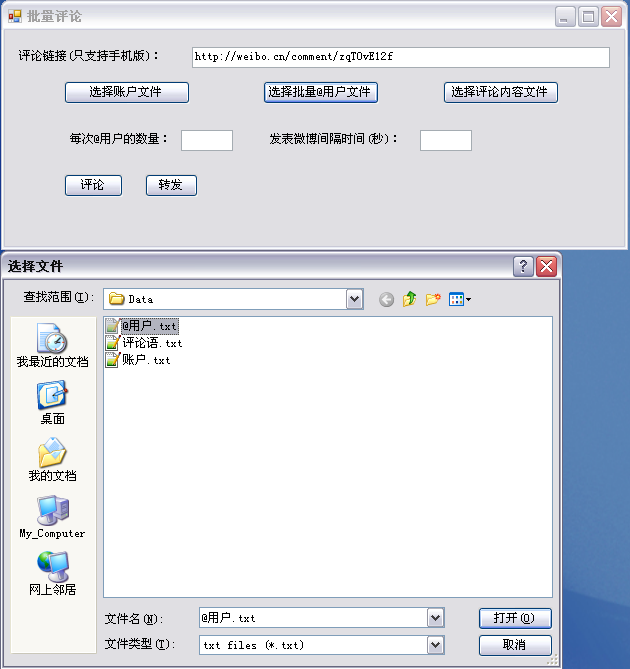 批量评论
评论链接(只支持手机版)：
http://weibo.cn/comment/zqTOvE12f
选择账户文件
选择批量@用户文件
选择评论内容文件
每次@用户的数量：
发表微博间隔时间(秒)：
评论
转发
选择文件
查找范围(I):
Data
@用户.txt
评论语.txt
账户.txt
我最近的文档
桌面
我的文档
My_Computer
网上邻居
文件名(N):
@用户.txt
打开(O)
文件类型(T):
txt files (*.txt)
取消